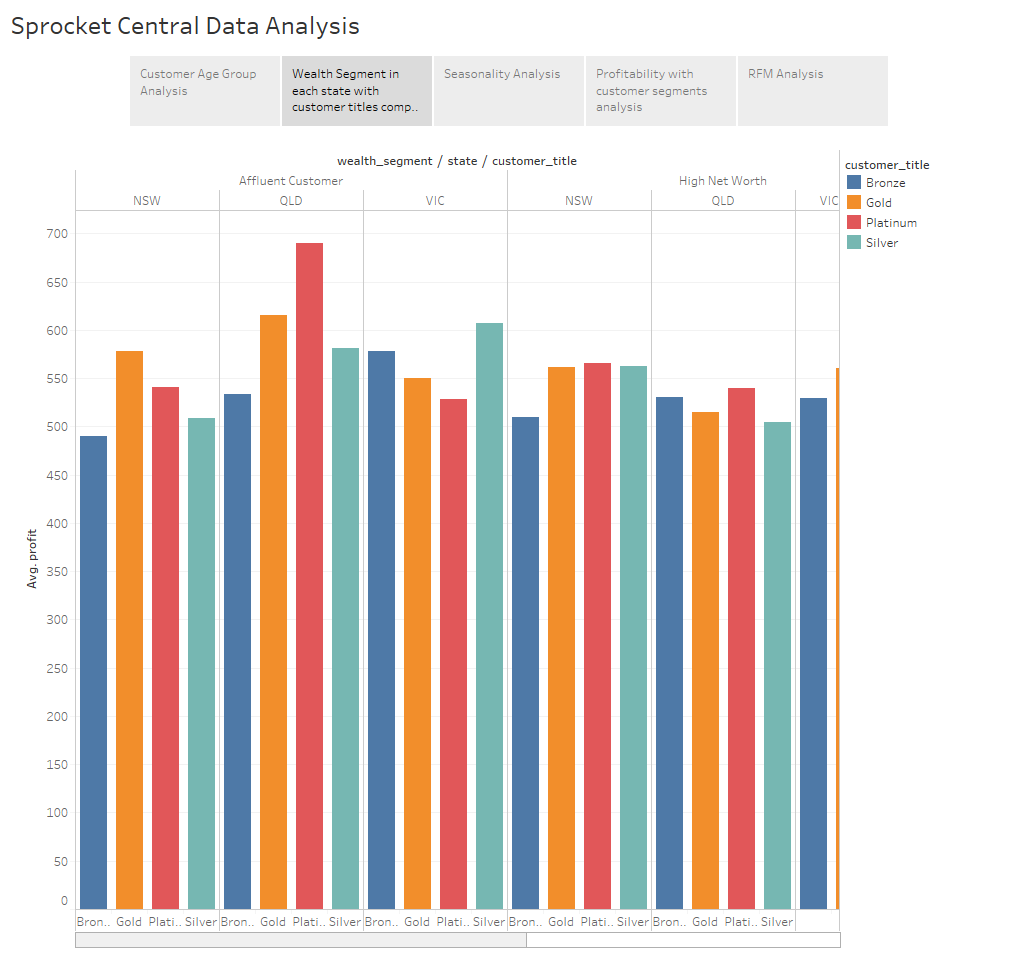 Sprocket Central Data Analysis
Customer Age Group
Analysis
Wealth Segment in
each state with
customer titles comp..
Seasonality Analysis
Profitability with
customer segments
analysis
RFM Analysis
wealth_segment / state / customer_title
Affluent Customer High Net Worth
NSW QLD VIC NSW QLD VIC
customer_title
Bronze
Gold
Platinum
Silver
Avg. profit
700
650
600
550
500
450
400
350
300
250
200
150
100
50
0
Bron.. Gold Plati.. Silver Bron.. Gold Plati.. Silver Bron.. Gold Plati.. Silver Bron.. Gold Plati.. Silver Bron.. Gold Plati.. Silver